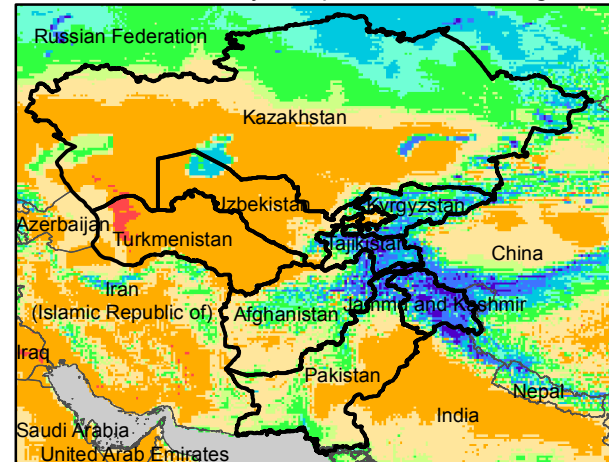 Russian Federation
Kazakhstan
Uzbekistan
Kyrgyzstan
Azerbaijan
Turkmenistan
Tajikistan
China
Iran
(Islamic Republic of)
Afghanistan
Jammu and Kashmir
Iraq
Pakistan
Nepal
India
Saudi Arabia
United Arab Emirates